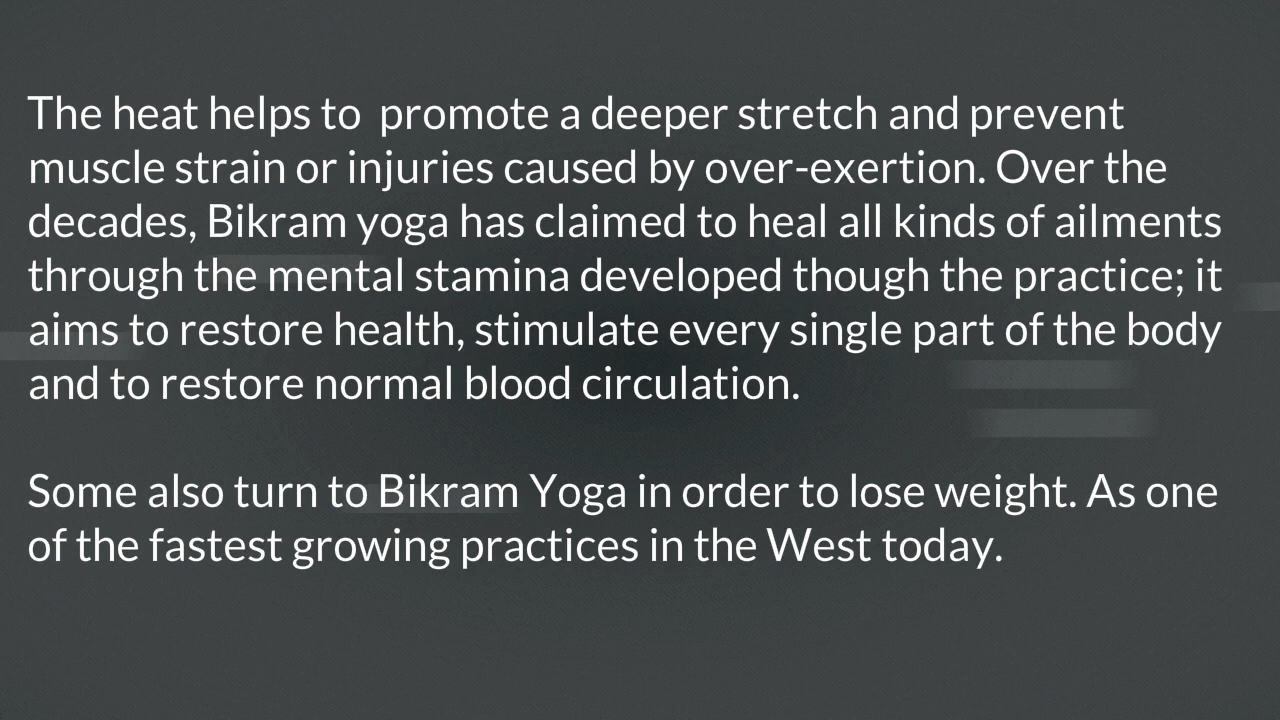 The heat helps to  promote a deeper stretch and prevent
muscle strain or injuries caused by over-exertion. Over the
decades, Bikram yoga has claimed to heal all kinds of ailments
through the mental stamina developed though the practice; it
aims to restore health, stimulate every single part of the body
and to restore normal blood circulation.
Some also turn to Bikram Yoga in order to lose weight. As one
of the fastest growing practices in the West today.